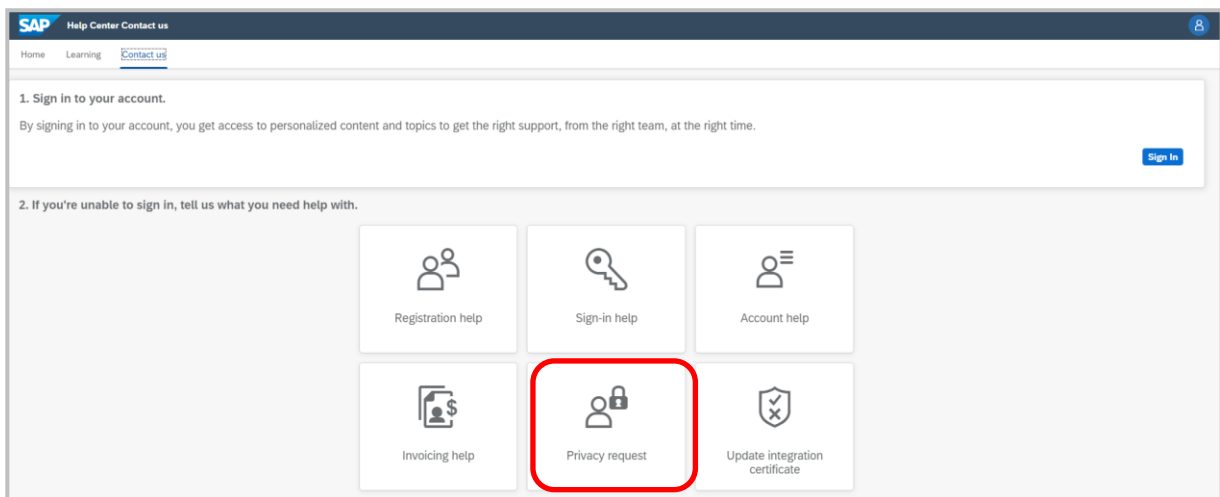 SAP Help Center Contact us
Home Learning Contact us
1. Sign in to your account.
By signing in to your account, you get access to personalized content and topics to get the right support, from the right team, at the right time.
Sign In
2. If you're unable to sign in, tell us what you need help with.
Registration help
Sign-in help
Account help
$
Invoicing help
Privacy request
Update integration
certificate